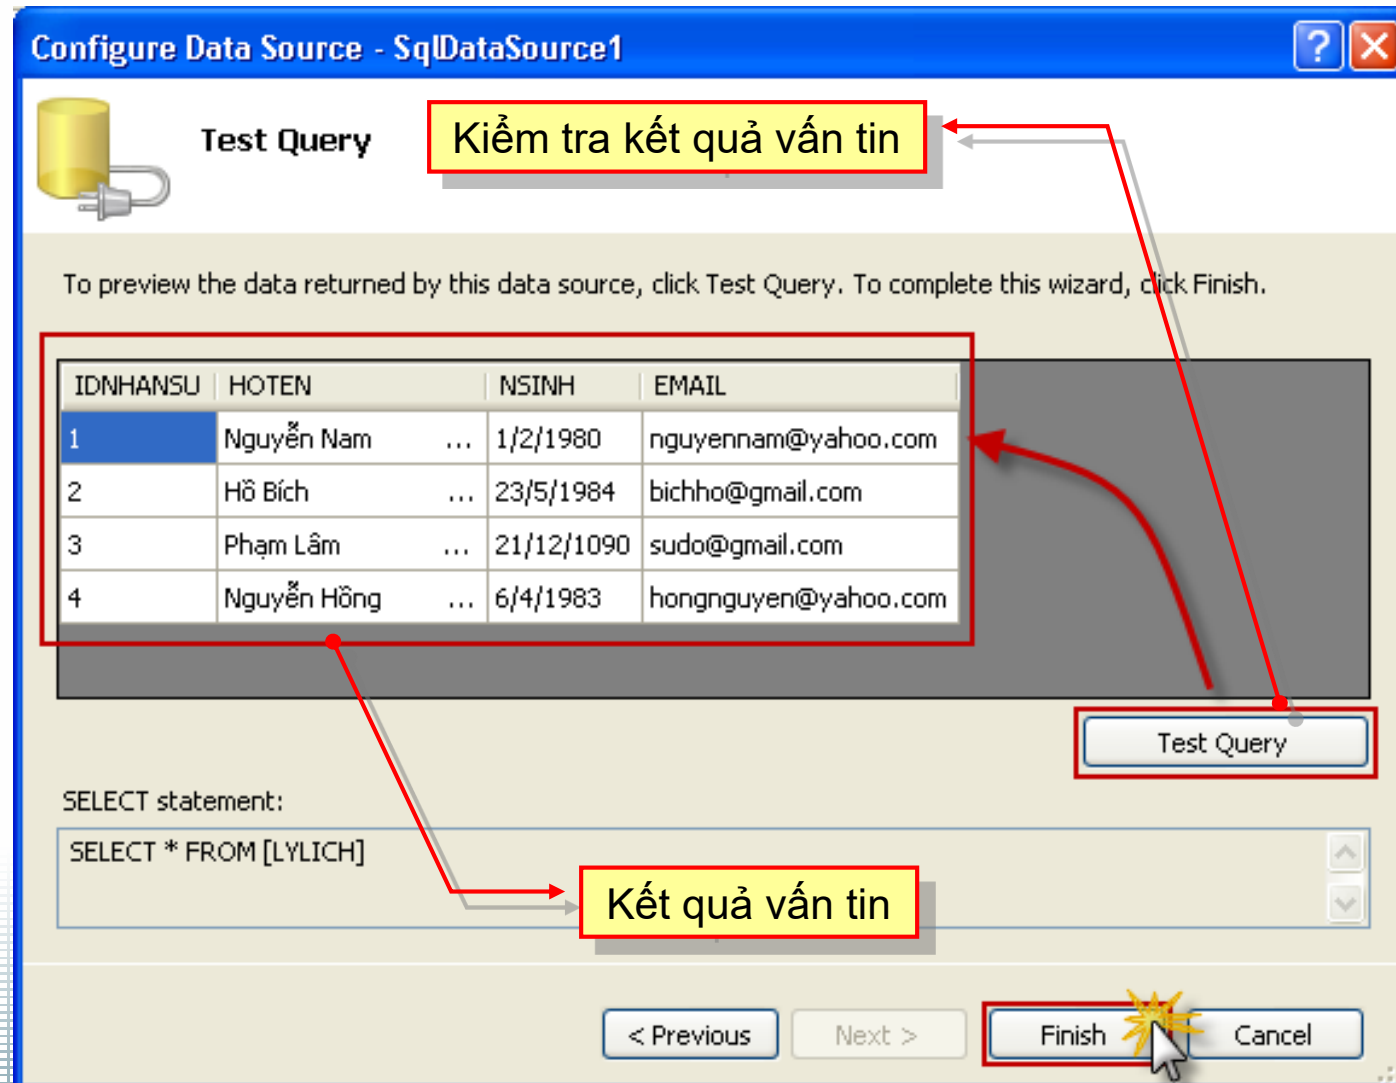 Configure Data Source - SqlDataSource1
Test Query
Kiểm tra kết quả vấn tin
To preview the data returned by this data source, click Test Query. To complete this wizard, click Finish.
IDNHANSU HOTEN NSINH EMAIL
1 Nguyễn Nam ... 1/2/1980 nguyennam@yahoo.com
2 Hồ Bích ... 23/5/1984 bichho@gmail.com
3 Phạm Lâm ... 21/12/1090 sudo@gmail.com
4 Nguyễn Hồng ... 6/4/1983 hongnguyen@yahoo.com
Test Query
SELECT statement:
SELECT * FROM [LYLICH]
Kết quả vấn tin
< Previous Next > Finish Cancel